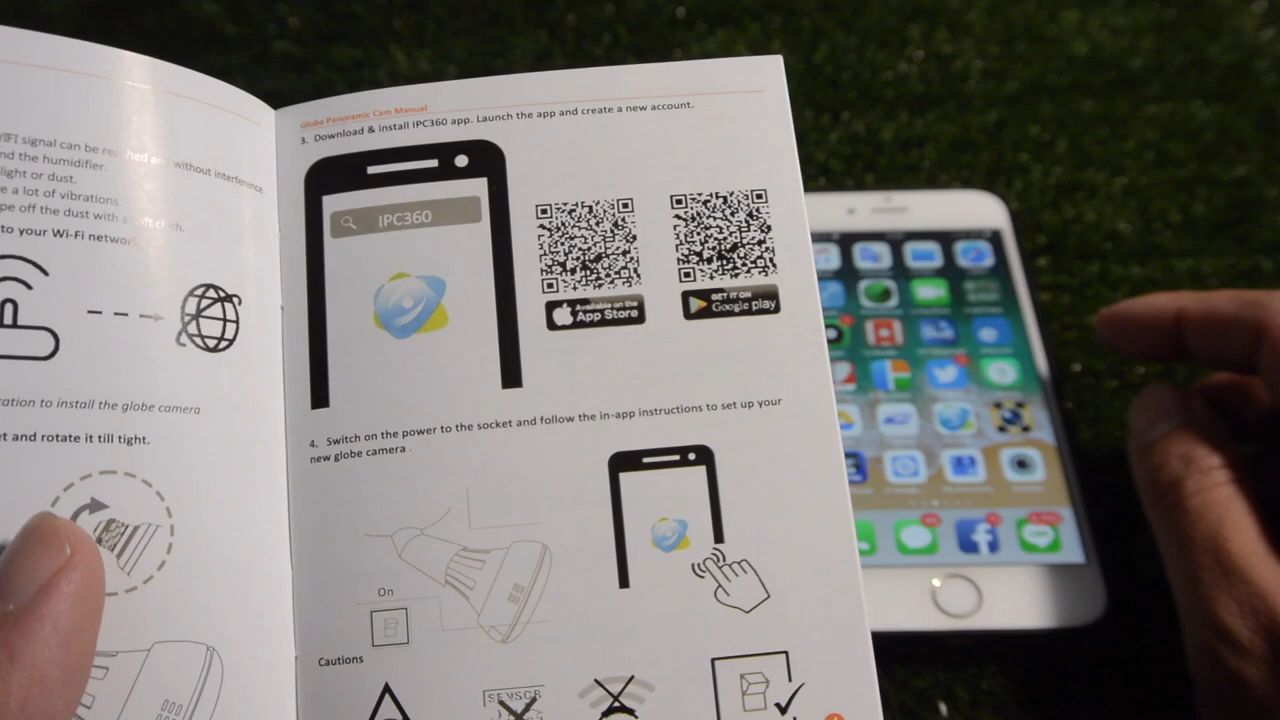 WIFI signal can be rea hed and without interference
nd the humidifier.
light or dust.
e a lot of vibrations.
pe off the dust with a soft cloth.
to your Wi-Fi network
cation to install the globe camera
et and rotate it till tight.
Globe Panoramic Cam Manual
3. Download & install IPC360 app. Launch the app and create a new account.
IPC360
Available on the
App Store
GET IT ON
Google play
4. Switch on the power to the socket and follow the in-app instructions to set up your
new globe camera .
On
Cautions
SENSOR